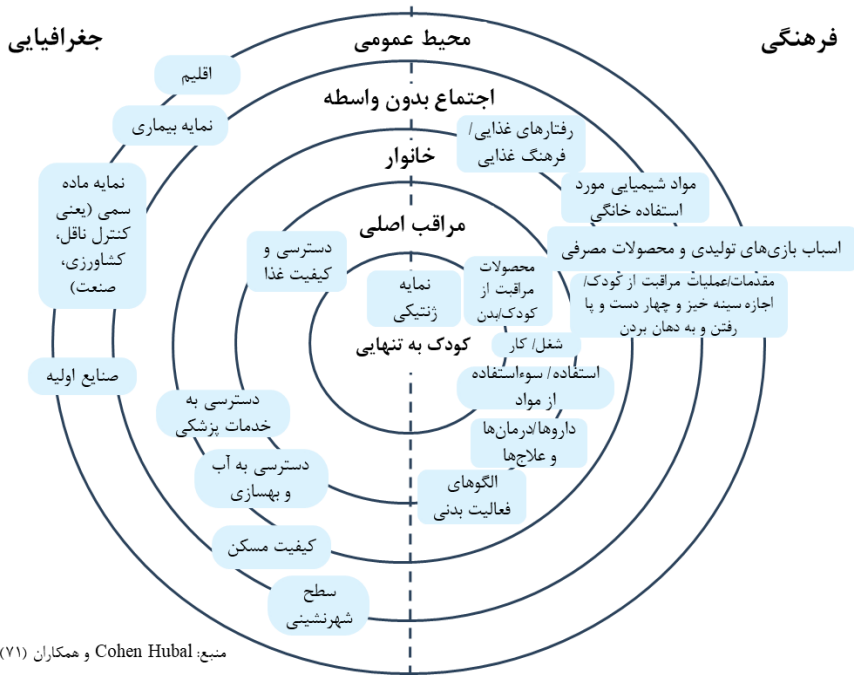 جغرافیایی
محیط عمومی
فرهنگی
اقلیم
اجتماع بدون واسطه
نمایه بیماری
رفتارهای غذایی/
فرهنگ غذایی
خانوار
نمایه ماده
سمی (یعنی
کنترل ناقل،
کشاورزی،
صنعت)
مواد شیمیایی مورد
استفاده خانگی
مراقب اصلی
دسترسی و
کیفیت غذا
اسباب بازی‌های تولیدی و محصولات مصرفی
محصولات
مراقبت از
کودک/بدن
نمایه
ژنتیکی
مقدمات/عملیات مراقبت از کودک/
اجازه سینه خیز و چهار دست و پا
رفتن و به دهان بردن
کودک به تنهایی
شغل/ کار
صنایع اولیه
استفاده/ سوءاستفاده
از مواد
دسترسی به
خدمات پزشکی
داروها/درمان‌ها
و علاج‌ها
دسترسی به آب
و بهسازی
الگوهای
فعالیت بدنی
کیفیت مسکن
سطح
شهرنشینی
منبع: Cohen Hubal و همکاران (۷۱)